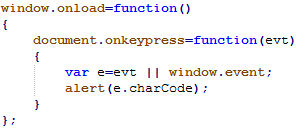 window.onload=function()
{
    document.onkeypress=function(evt)
    {
        var e=evt || window.event;
        alert(e.charCode);
    }
};